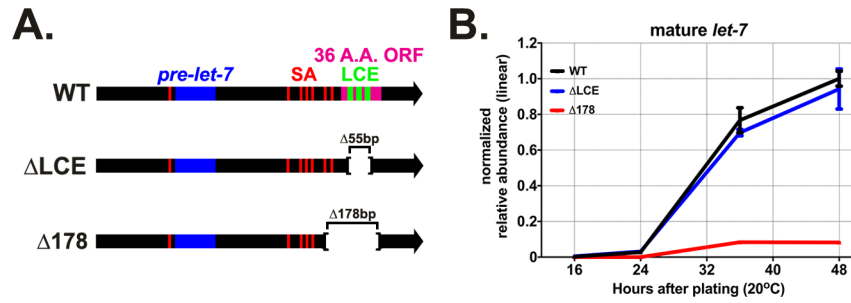 A.
36 A.A. ORF
pre-let-7
SA
LCE
WT
Δ55bp
ΔLCE
Δ178bp
Δ178
B.
mature let-7
normalized
relative abundance (linear)
1.2
1.0
0.8
0.6
0.4
0.2
0
WT
ΔLCE
Δ178
16
24
32
40
48
Hours after plating (20°C)